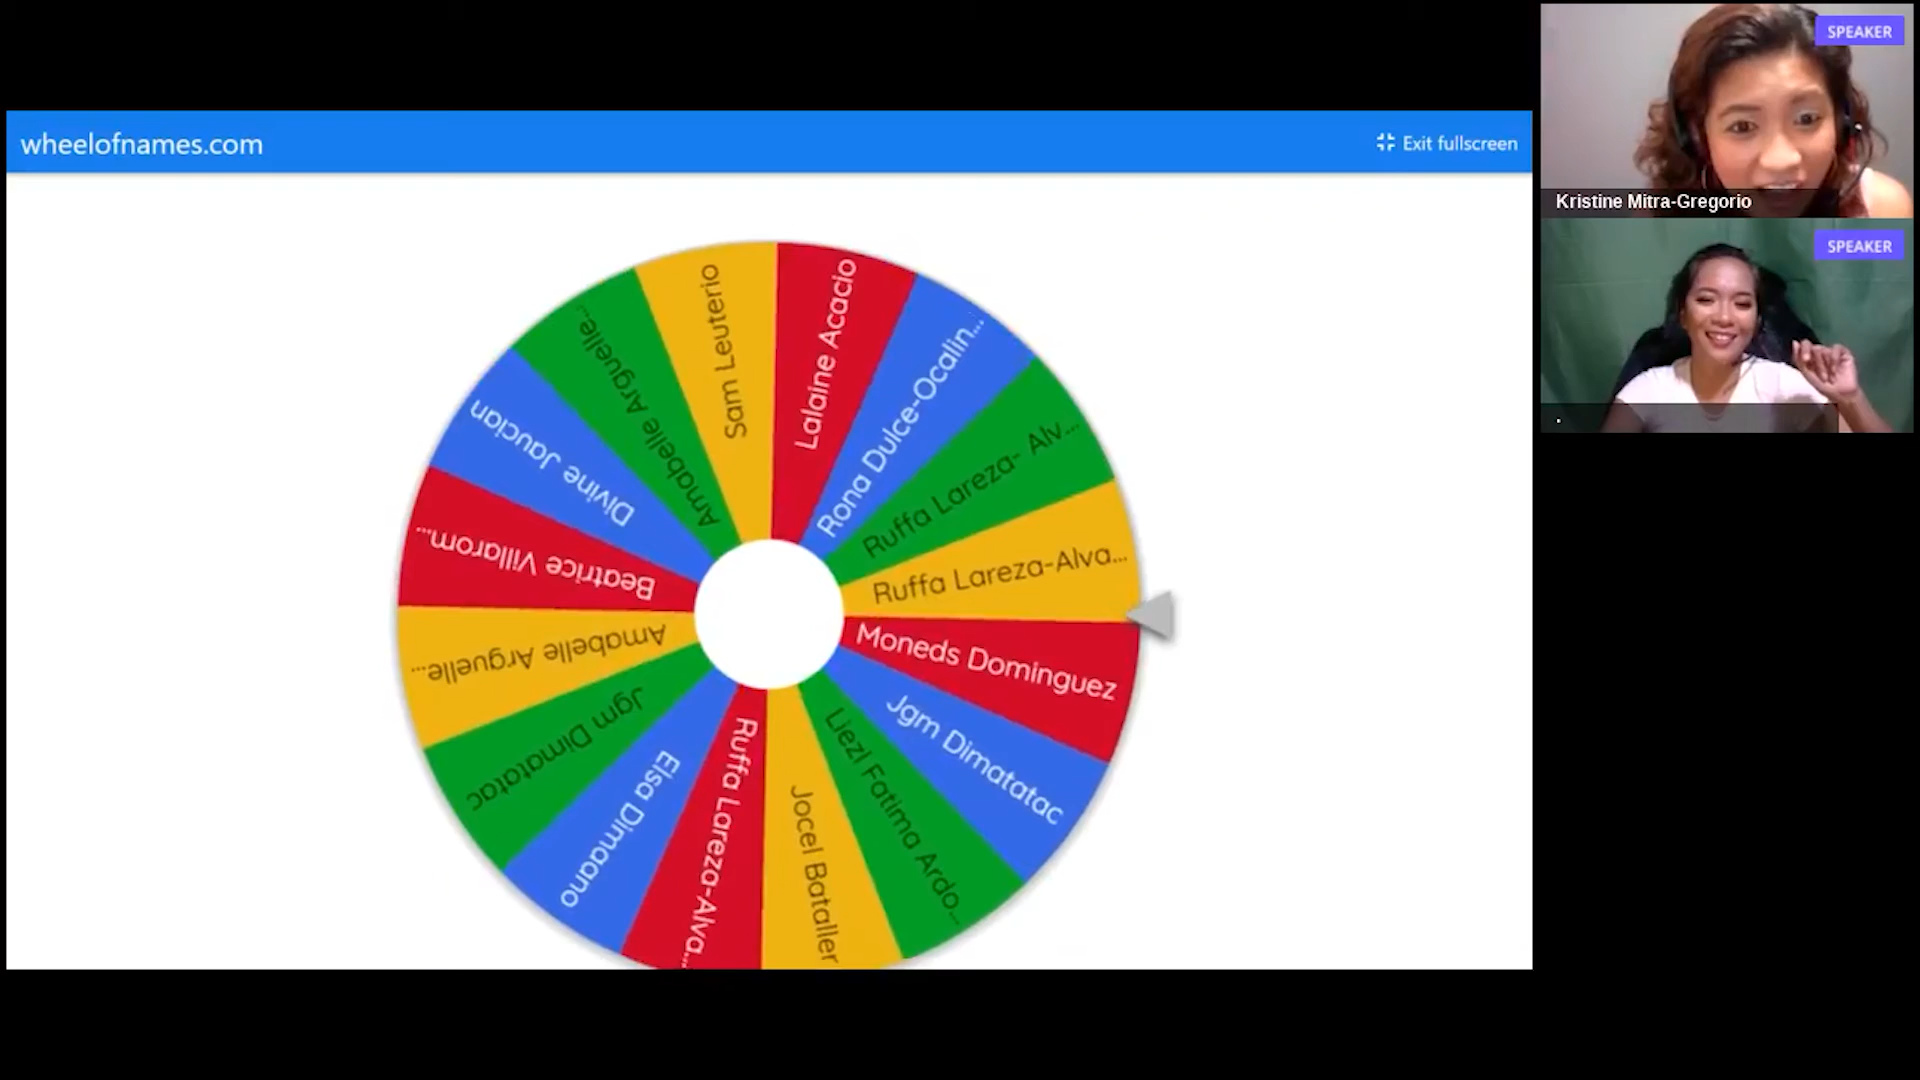 wheelofnames.com
Exit fullscreen
SPEAKER
Kristine Mitra-Gregorio
SPEAKER
.
Sam Leuterio
Lalaine Acacio
Rona Dulce-Ocalin...
Ruffa Lareza- Alv...
Ruffa Lareza-Alva...
Moneds Dominguez
Jgm Dimatatac
Liezl Fatima Ardo...
Jocel Bataller
Ruffa Lareza-Alva...
Elsa Dimaano
Jgm Dimatatac
Amabelle Arguelle...
Beatrice Villarom...
Divine Jaucian
Amabelle Arguelle...